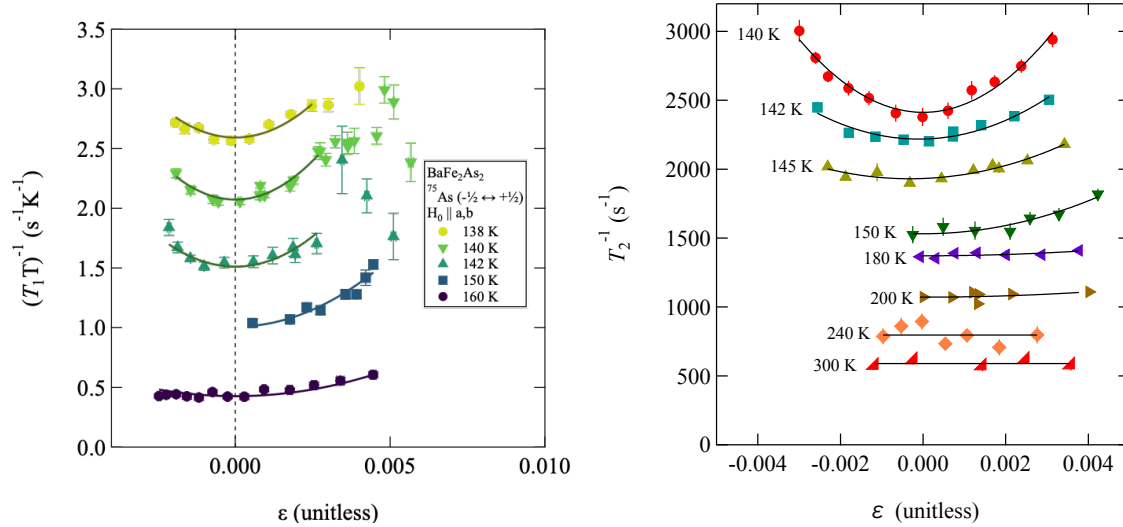 3.5
3.0
2.5
2.0
1.5
1.0
0.5
0.0
(T₁T)⁻¹ (s⁻¹K⁻¹)
0.000
0.005
0.010
ε (unitless)
BaFe₂As₂
⁷⁵As (-½ ↔ +½)
H₀ || a,b
138 K
140 K
142 K
150 K
160 K
3000
2500
2000
1500
1000
500
0
T₂⁻¹ (s⁻¹)
140 K
142 K
145 K
150 K
180 K
200 K
240 K
300 K
-0.004
-0.002
0.000
0.002
0.004
ε (unitless)